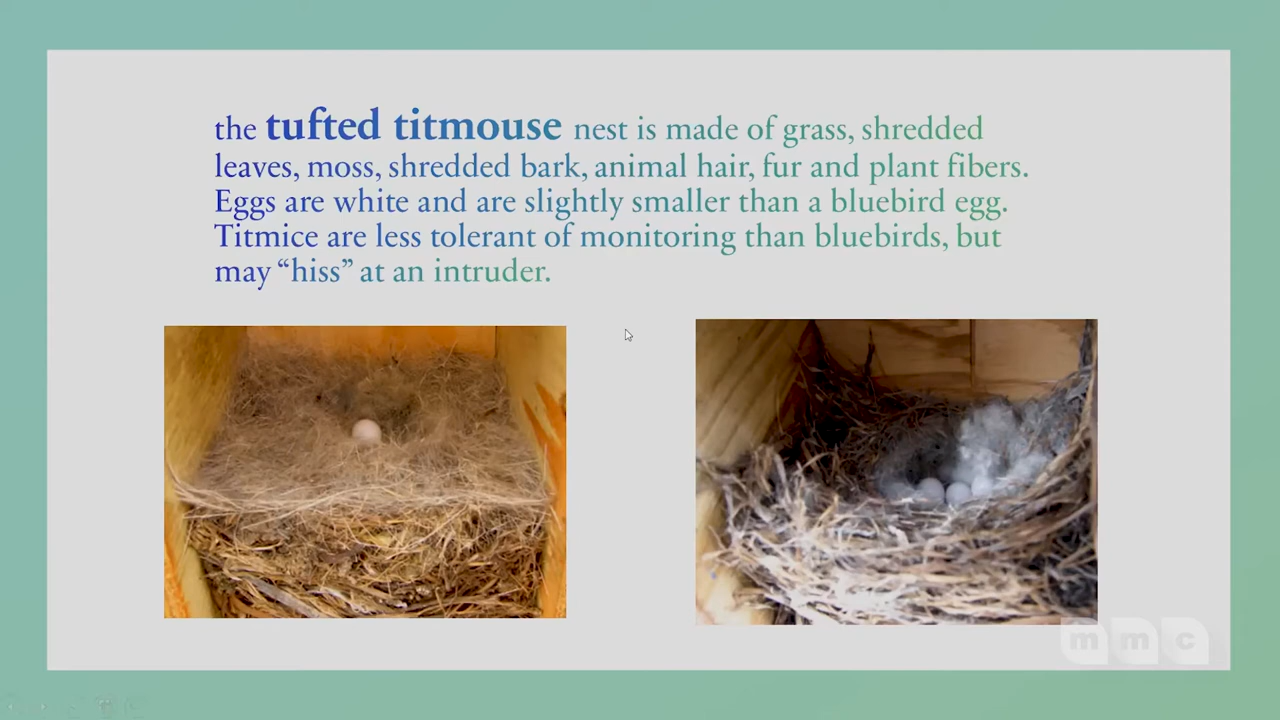 the tufted titmouse nest is made of grass, shredded
leaves, moss, shredded bark, animal hair, fur and plant fibers.
Eggs are white and are slightly smaller than a bluebird egg.
Titmice are less tolerant of monitoring than bluebirds, but
may “hiss” at an intruder.
mmc